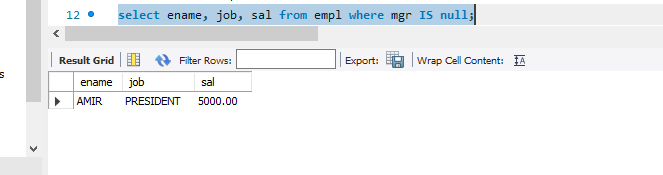 12 select ename, job, sal from empl where mgr IS null;
Result Grid Filter Rows: Export: Wrap Cell Content: IA
s
ename job sal
AMIR PRESIDENT 5000.00